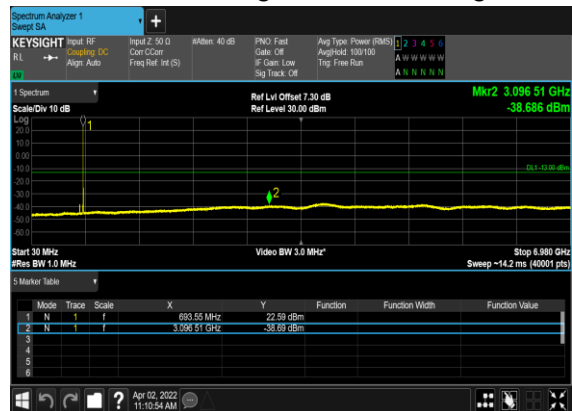 Spectrum Analyzer 1
Swept SA
+
KEYSIGHT Input: RF Input Z: 50 Ω #Atten: 40 dB PNO: Fast Avg Type: Power (RMS) 1 2 3 4 5 6
RL Coupling: DC Corr CCorr Gate: Off Avg|Hold: 100/100 A W W W W W
Align: Auto Freq Ref: Int (S) IF Gain: Low Trig: Free Run
LW Sig Track: Off A N N N N N
1 Spectrum Ref Lvl Offset 7.30 dB Mkr2 3.096 51 GHz
Scale/Div 10 dB Ref Level 30.00 dBm -38.686 dBm
Log
20.0
10.0
0.00
-10.0
-20.0
-30.0
-40.0
-50.0
-60.0
1
DL1 -13.00 dBm
2
Start 30 MHz Video BW 3.0 MHz* Stop 6.980 GHz
#Res BW 1.0 MHz Sweep ~14.2 ms (40001 pts)
5 Marker Table
Mode Trace Scale X Y Function Function Width Function Value
1 N 1 f 693.55 MHz 22.59 dBm
2 N 1 f 3.096 51 GHz -38.69 dBm
3
4
5
6
? Apr 02, 2022
11:10:54 AM